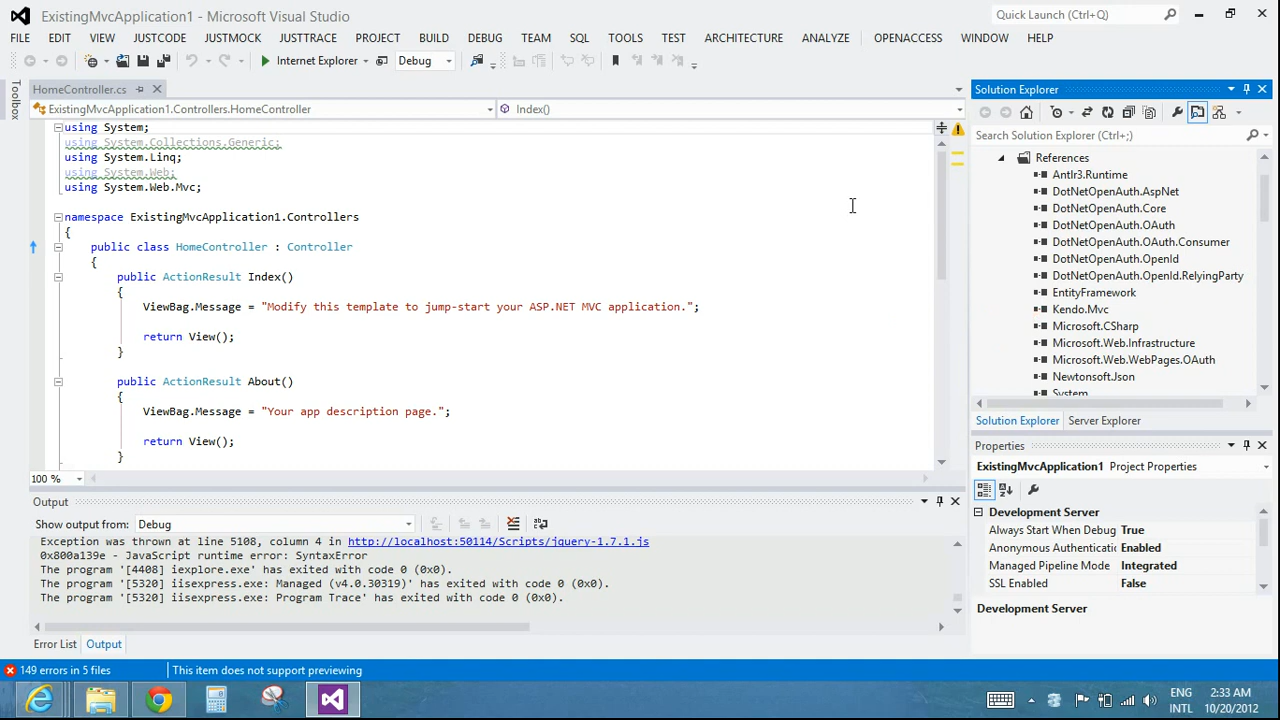 ExistingMvcApplication1 - Microsoft Visual Studio
Quick Launch (Ctrl+Q)
FILE EDIT VIEW JUSTCODE JUSTMOCK JUSTTRACE PROJECT BUILD DEBUG TEAM SQL TOOLS TEST ARCHITECTURE ANALYZE OPENACCESS WINDOW HELP
Internet Explorer Debug
Toolbox
HomeController.cs
ExistingMvcApplication1.Controllers.HomeController Index()
using System;
using System.Collections.Generic;
using System.Linq;
using System.Web;
using System.Web.Mvc;
namespace ExistingMvcApplication1.Controllers
{
public class HomeController : Controller
{
public ActionResult Index()
{
ViewBag.Message = "Modify this template to jump-start your ASP.NET MVC application.";
return View();
}
public ActionResult About()
{
ViewBag.Message = "Your app description page.";
return View();
}
100 %
Output
Show output from: Debug
Exception was thrown at line 5108, column 4 in http://localhost:50114/Scripts/jquery-1.7.1.js
0x800a139e - JavaScript runtime error: SyntaxError
The program '[4408] iexplore.exe' has exited with code 0 (0x0).
The program '[5320] iisexpress.exe: Managed (v4.0.30319)' has exited with code 0 (0x0).
The program '[5320] iisexpress.exe: Program Trace' has exited with code 0 (0x0).
Error List Output
Solution Explorer
Search Solution Explorer (Ctrl+;)
References
Antlr3.Runtime
DotNetOpenAuth.AspNet
DotNetOpenAuth.Core
DotNetOpenAuth.OAuth
DotNetOpenAuth.OAuth.Consumer
DotNetOpenAuth.OpenId
DotNetOpenAuth.OpenId.RelyingParty
EntityFramework
Kendo.Mvc
Microsoft.CSharp
Microsoft.Web.Infrastructure
Microsoft.Web.WebPages.OAuth
Newtonsoft.Json
System
Solution Explorer Server Explorer
Properties
ExistingMvcApplication1 Project Properties
Development Server
Always Start When Debug True
Anonymous Authenticatic Enabled
Managed Pipeline Mode Integrated
SSL Enabled False
Development Server
149 errors in 5 files This item does not support previewing
ENG 2:33 AM
INTL 10/20/2012